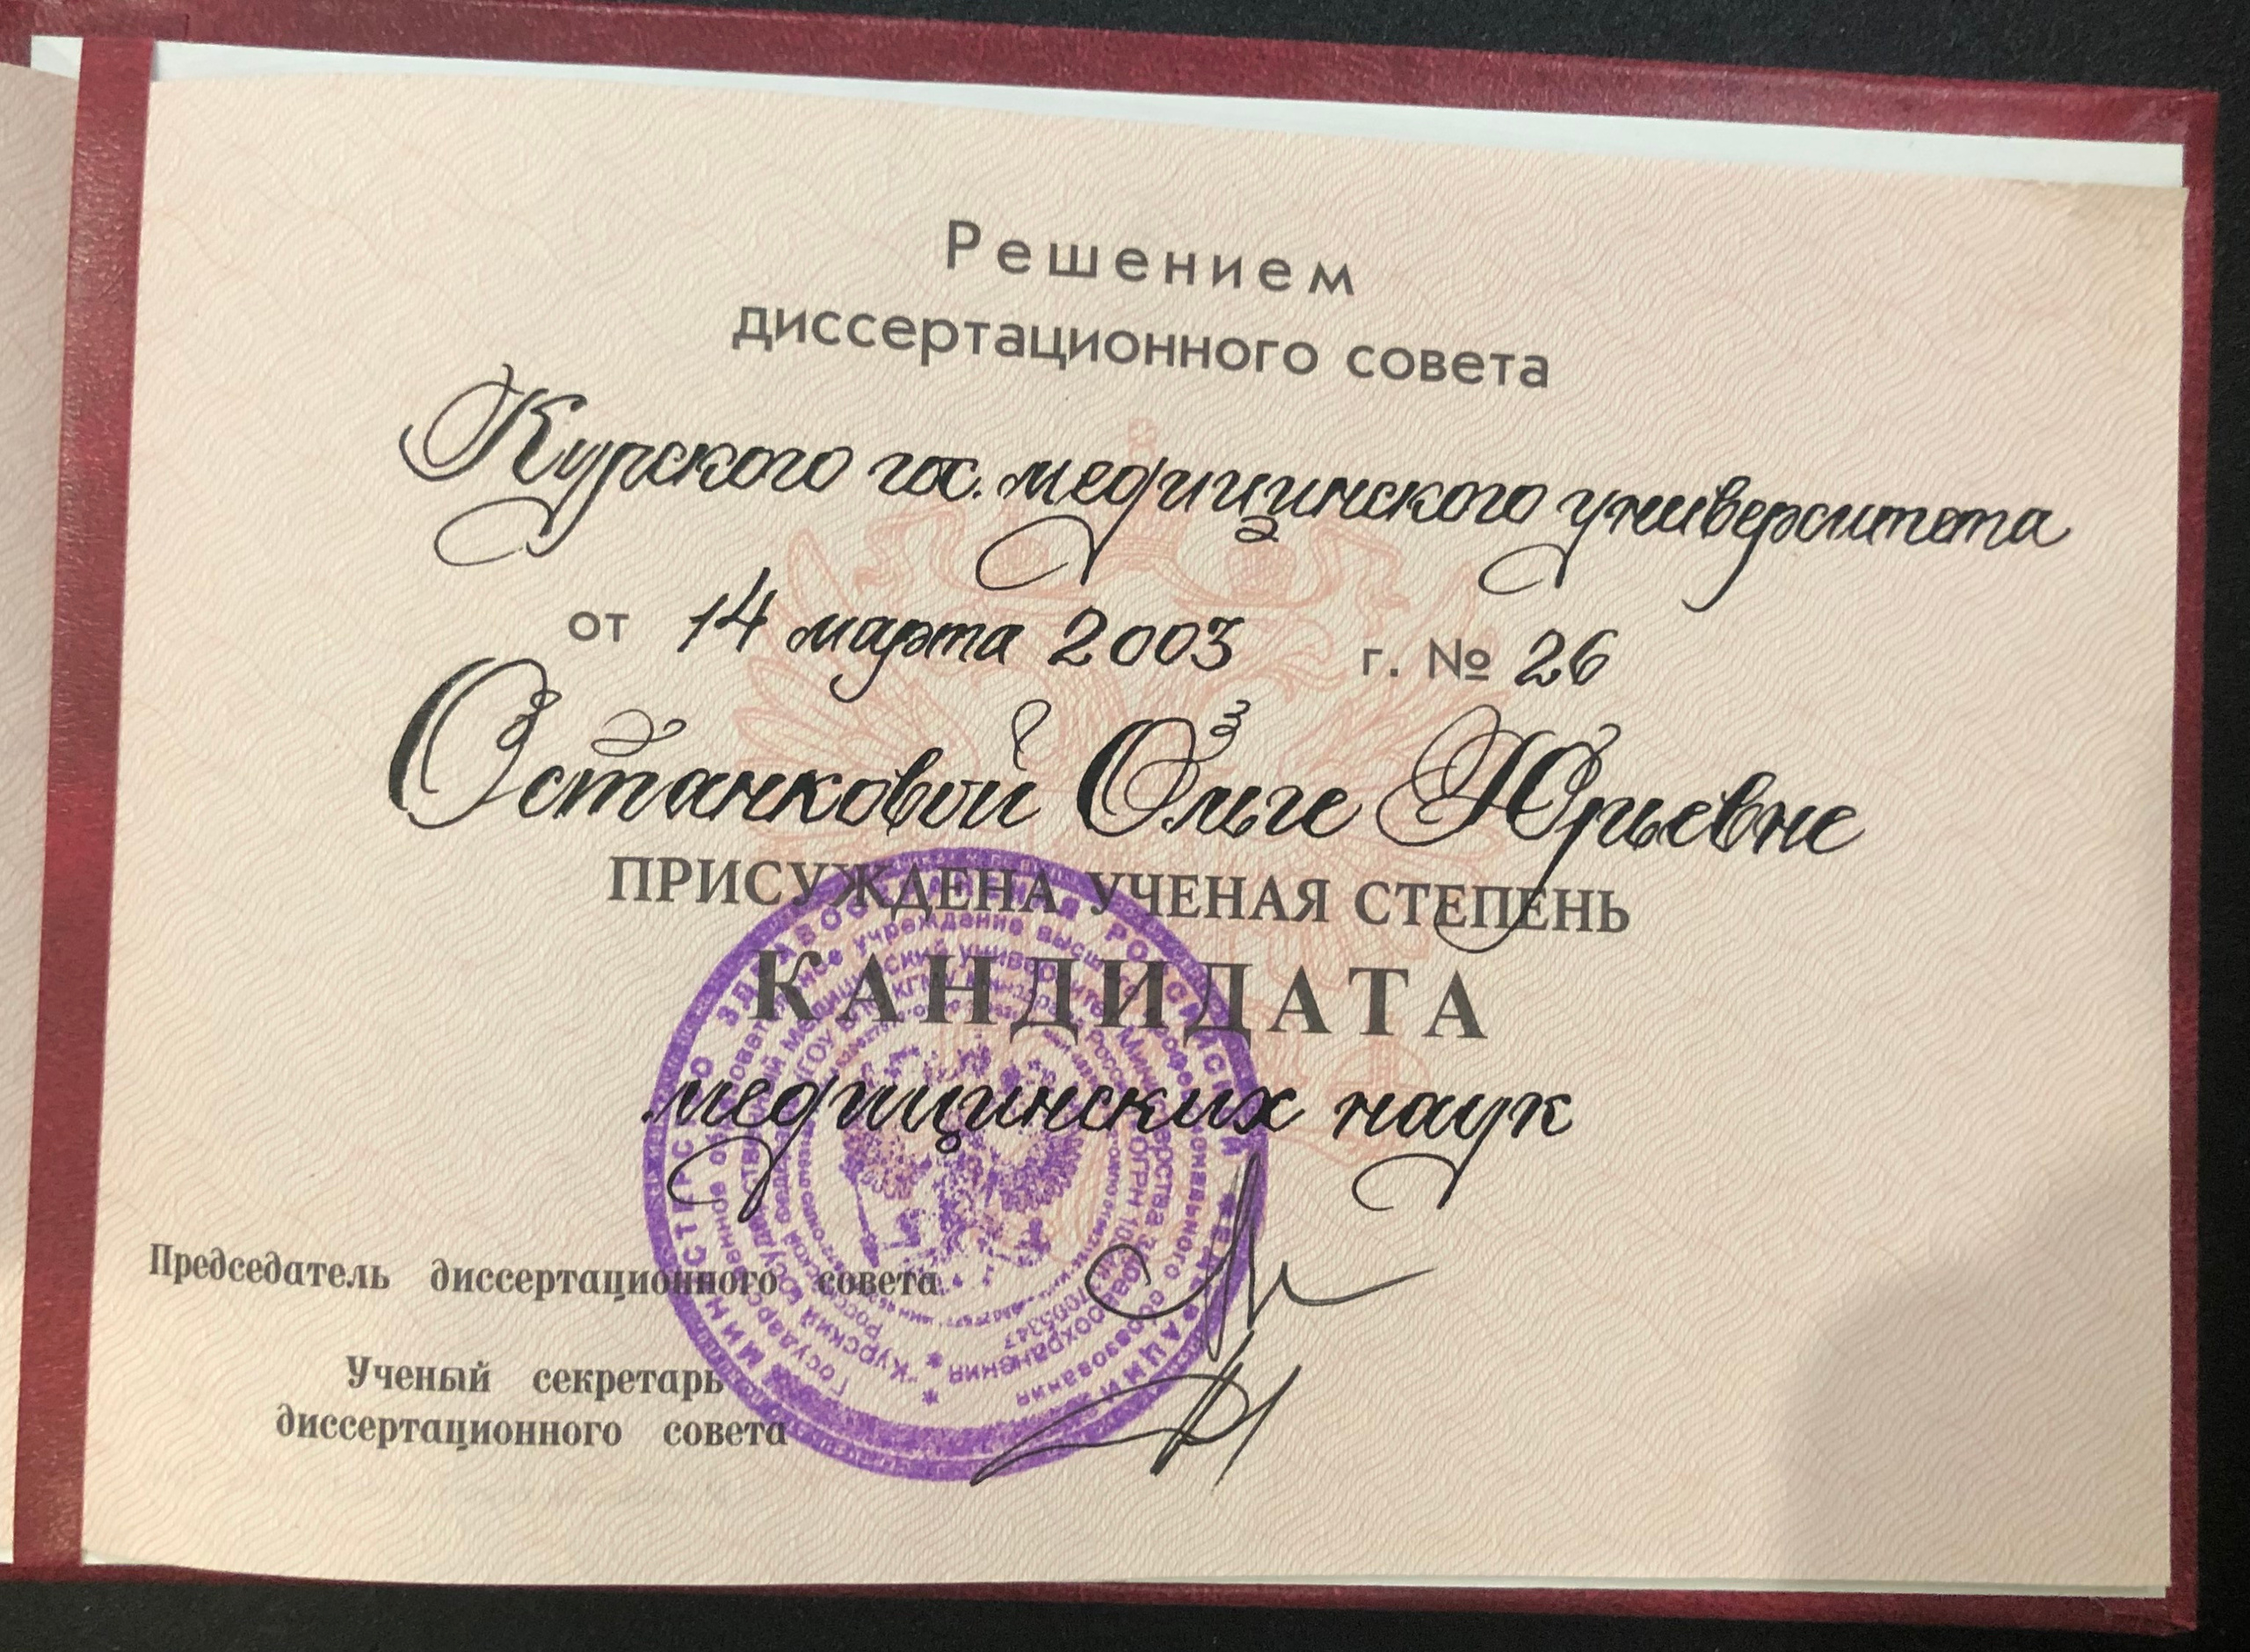 Решением
диссертационного совета
Курского гос. медицинского университета
от 14 марта 2003 г. № 26
Останковой Ольге Юрьевне
ПРИСУЖДЕНА УЧЕНАЯ СТЕПЕНЬ
КАНДИДАТА
медицинских наук
Председатель диссертационного совета
Ученый секретарь
диссертационного совета